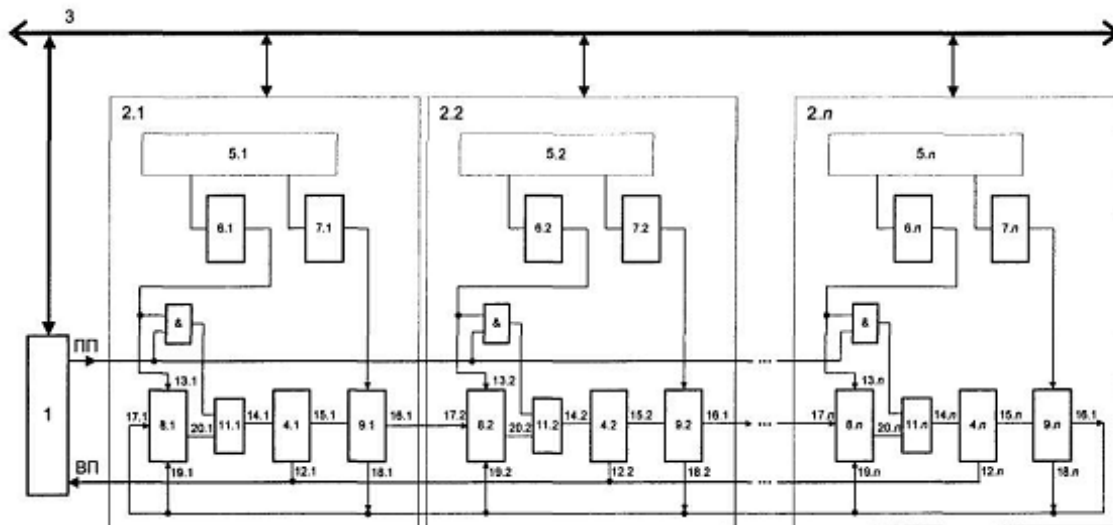 3
2.1 2.2 2.п
5.1 5.2 5.п
6.1 7.1 6.2 7.2 6.п 7.п
& & &
ПП ... 
13.1 13.2 13.п
1 17.1 8.1 20.1 11.1 14.1 4.1 15.1 9.1 16.1 17.2 8.2 20.2 11.2 14.2 4.2 15.2 9.2 16.1 ... 17.п 8.п 20.п 11.п 14.п 4.п 15.п 9.п 16.1
ВП 19.1 12.1 18.1 19.2 12.2 18.2 ... 19.п 12.п 18.п
...